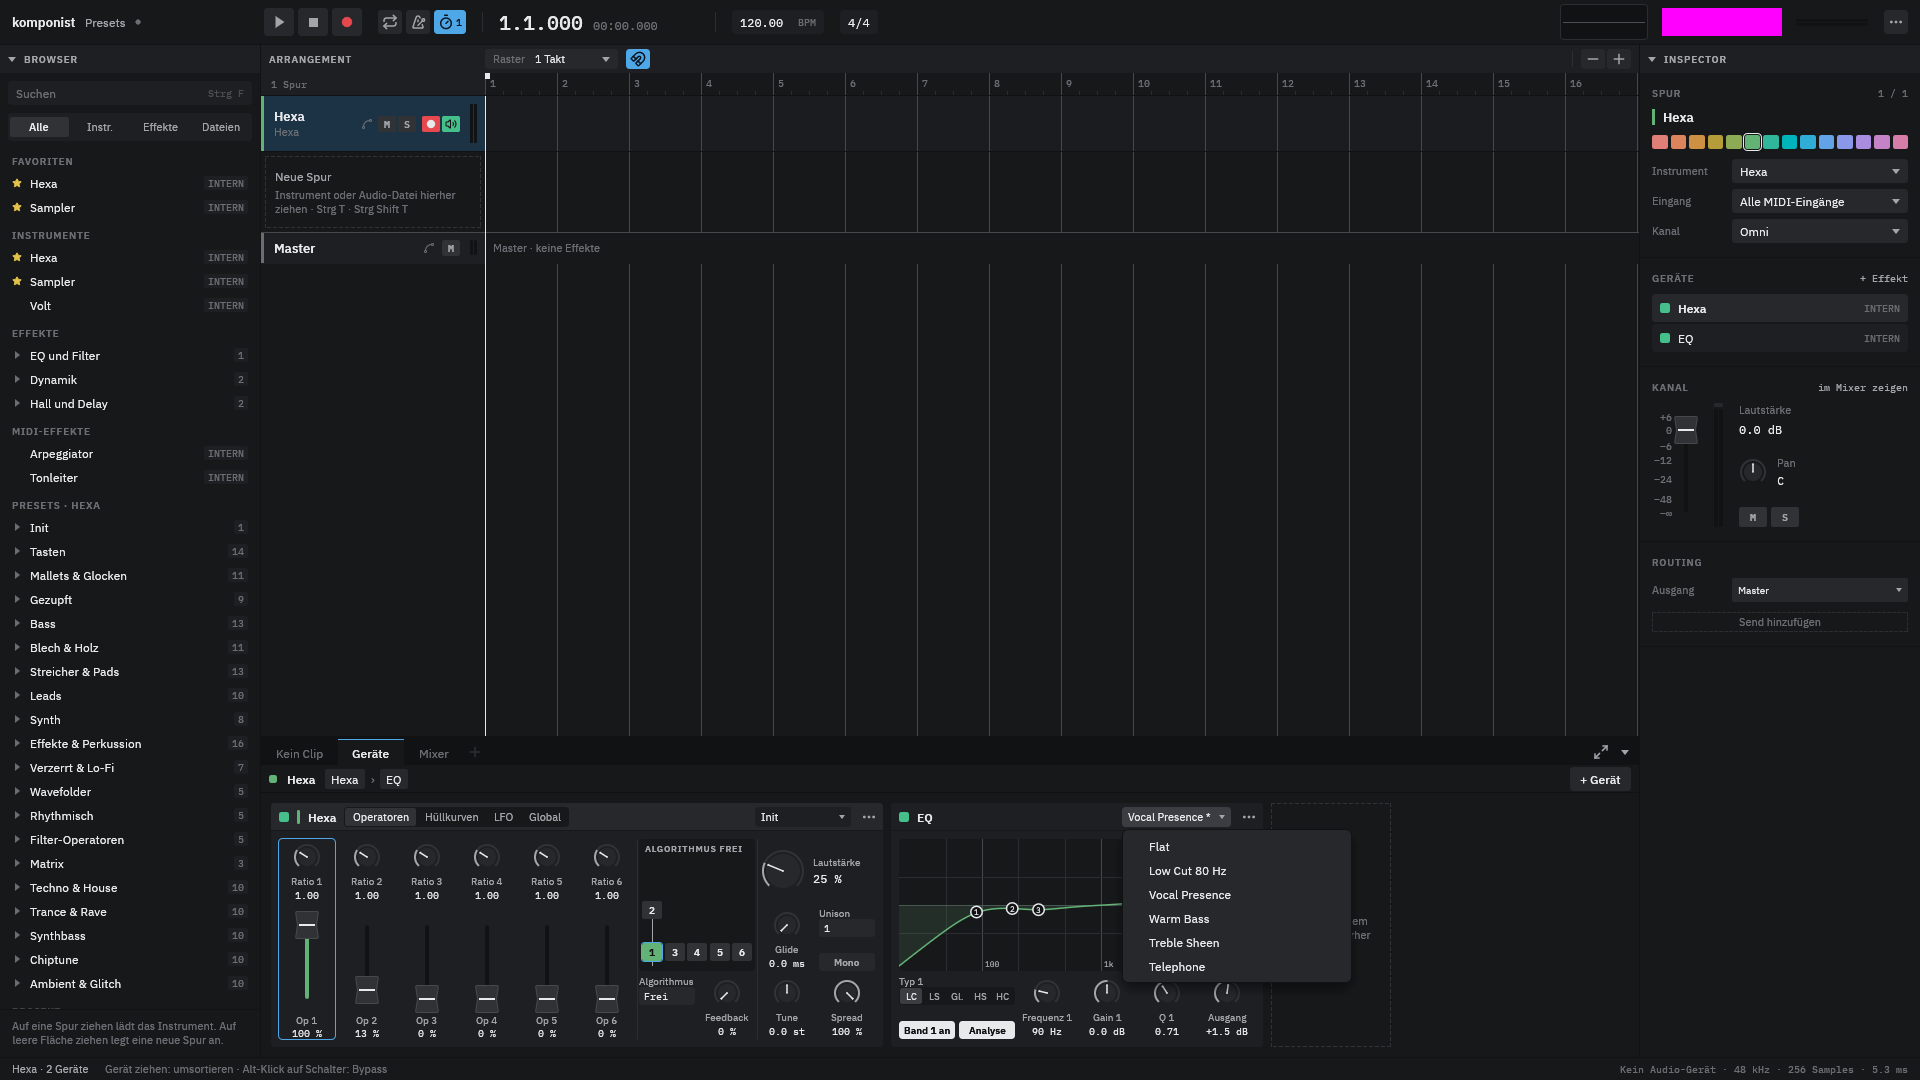 komponist Presets
1
1.1.000 00:00.000
120.00 BPM 4/4
BROWSER
Suchen Strg F
Alle Instr. Effekte Dateien
FAVORITEN
Hexa INTERN
Sampler INTERN
INSTRUMENTE
Hexa INTERN
Sampler INTERN
Volt INTERN
EFFEKTE
EQ und Filter 1
Dynamik 2
Hall und Delay 2
MIDI-EFFEKTE
Arpeggiator INTERN
Tonleiter INTERN
PRESETS · HEXA
Init 1
Tasten 14
Mallets & Glocken 11
Gezupft 9
Bass 13
Blech & Holz 11
Streicher & Pads 13
Leads 10
Synth 8
Effekte & Perkussion 16
Verzerrt & Lo-Fi 7
Wavefolder 5
Rhythmisch 5
Filter-Operatoren 10
Matrix 3
Techno & House 10
Trance & Rave 10
Synthbass 10
Chiptune 10
Ambient & Glitch 10
Auf eine Spur ziehen lädt das Instrument. Auf
leere Fläche ziehen legt eine neue Spur an.
ARRANGEMENT
Raster 1 Takt
1 Spur
1 2 3 4 5 6 7 8 9 10 11 12 13 14 15 16
Hexa
Hexa
M S
Neue Spur
Instrument oder Audio-Datei hierher
ziehen · Strg T · Strg Shift T
Master M
Master · keine Effekte
Kein Clip Geräte Mixer
Hexa Hexa › EQ
+ Gerät
Hexa Operatoren Hüllkurven LFO Global Init
Ratio 1 Ratio 2 Ratio 3 Ratio 4 Ratio 5 Ratio 6
1.00 1.00 1.00 1.00 1.00 1.00
Op 1 Op 2 Op 3 Op 4 Op 5 Op 6
100 % 13 % 0 % 0 % 0 % 0 %
ALGORITHMUS FREI
2
1 3 4 5 6
Algorithmus
Frei
Feedback
0 %
Lautstärke
25 %
Unison
1
Glide
0.0 ms
Mono
Tune
0.0 st
Spread
100 %
EQ Vocal Presence *
Flat
Low Cut 80 Hz
Vocal Presence
Warm Bass
Treble Sheen
Telephone
1 2 3
100 1k
Typ 1
LC LS GL HS HC
Band 1 an Analyse
Frequenz 1 Gain 1 Q 1 Ausgang
90 Hz 0.0 dB 0.71 +1.5 dB
INSPECTOR
SPUR 1 / 1
Hexa
Instrument Hexa
Eingang Alle MIDI-Eingänge
Kanal Omni
GERÄTE + Effekt
Hexa INTERN
EQ INTERN
KANAL im Mixer zeigen
+6
0
−6
−12
−24
−48
−∞
Lautstärke
0.0 dB
Pan
C
M S
ROUTING
Ausgang Master
Send hinzufügen
Hexa · 2 Geräte Gerät ziehen: umsortieren · Alt-Klick auf Schalter: Bypass
Kein Audio-Gerät · 48 kHz · 256 Samples · 5.3 ms